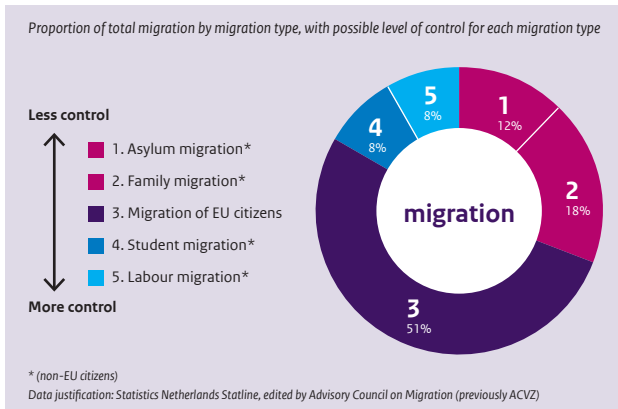 Proportion of total migration by migration type, with possible level of control for each migration type
Less control
1. Asylum migration*
2. Family migration*
3. Migration of EU citizens
4. Student migration*
5. Labour migration*
More control
1
12%
2
18%
3
51%
4
8%
5
8%
migration
* (non-EU citizens)
Data justification: Statistics Netherlands Statline, edited by Advisory Council on Migration (previously ACVZ)